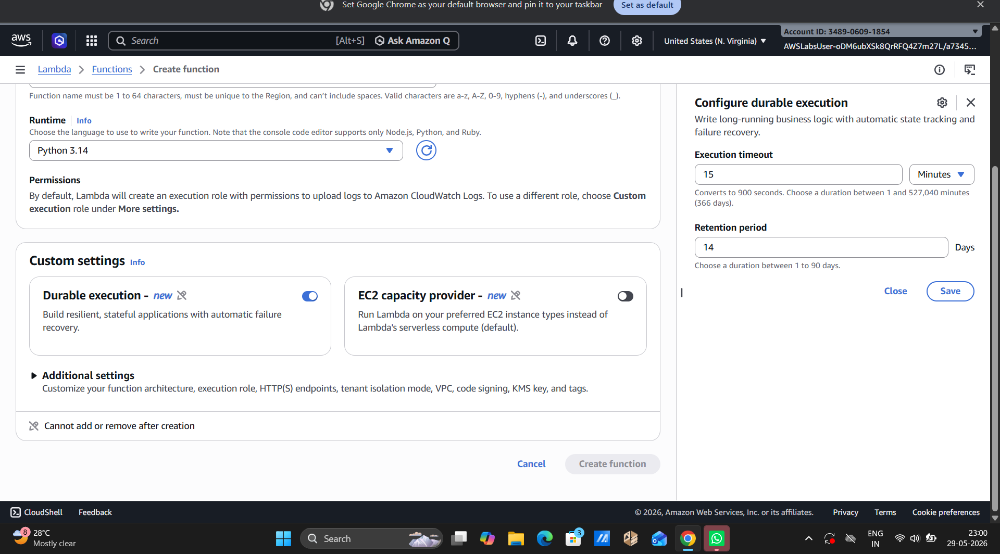 Set Google Chrome as your default browser and pin it to your taskbar
Set as default
aws
Search
[Alt+S]
Ask Amazon Q
United States (N. Virginia)
Account ID: 3489-0609-1854
AWSLabsUser-oDM6ubXSk8QrRFQ4Z7m27L/a7345...
Lambda
Functions
Create function
Function name must be 1 to 64 characters, must be unique to the Region, and can't include spaces. Valid characters are a-z, A-Z, 0-9, hyphens (-), and underscores (_).
Runtime
Info
Choose the language to use to write your function. Note that the console code editor supports only Node.js, Python, and Ruby.
Python 3.14
Permissions
By default, Lambda will create an execution role with permissions to upload logs to Amazon CloudWatch Logs. To use a different role, choose Custom
execution role under More settings.
Custom settings
Info
Durable execution - new
Build resilient, stateful applications with automatic failure
recovery.
EC2 capacity provider - new
Run Lambda on your preferred EC2 instance types instead of
Lambda's serverless compute (default).
Additional settings
Customize your function architecture, execution role, HTTP(S) endpoints, tenant isolation mode, VPC, code signing, KMS key, and tags.
Cannot add or remove after creation
Cancel
Create function
Configure durable execution
Write long-running business logic with automatic state tracking and
failure recovery.
Execution timeout
15
Minutes
Converts to 900 seconds. Choose a duration between 1 and 527,040 minutes
(366 days).
Retention period
14
Days
Choose a duration between 1 to 90 days.
Close
Save
CloudShell
Feedback
© 2026, Amazon Web Services, Inc. or its affiliates.
Privacy
Terms
Cookie preferences
8
28°C
Mostly clear
Search
3
ENG
IN
23:00
29-05-2026